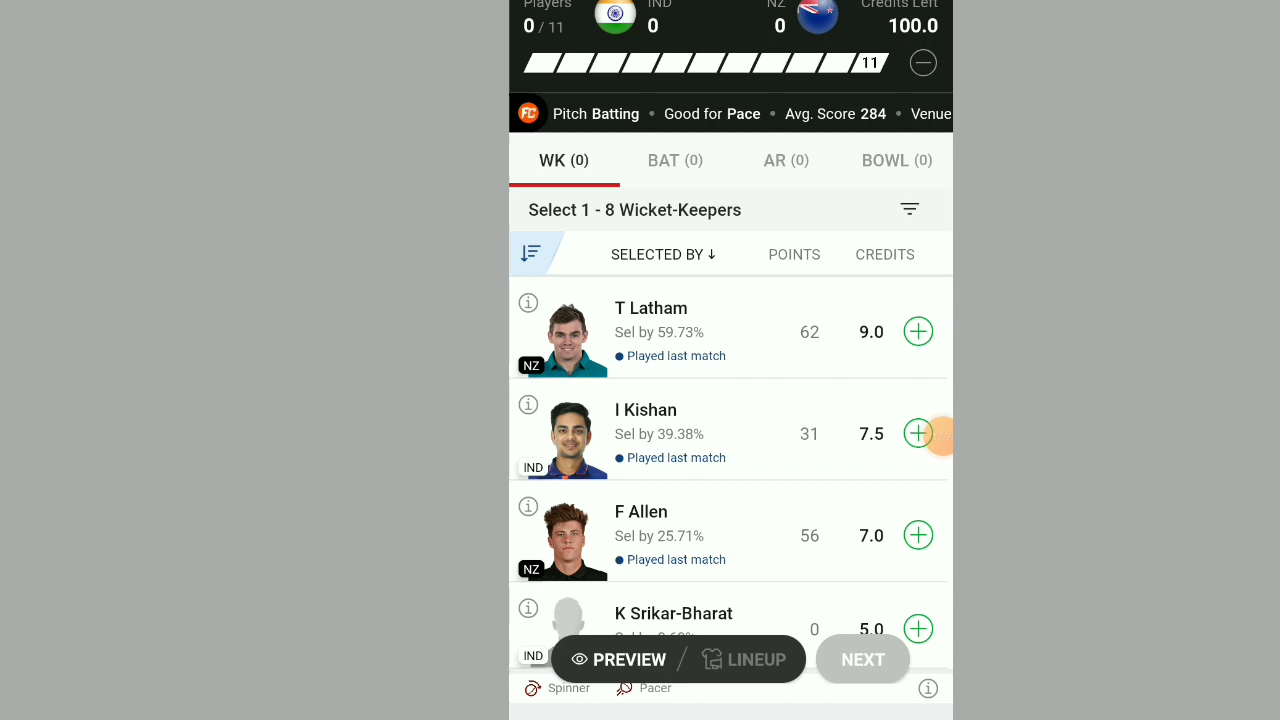 Players IND NZ Credits Left
0 / 11 0 0 100.0
11
FC Pitch Batting • Good for Pace • Avg. Score 284 • Venue
WK (0) BAT (0) AR (0) BOWL (0)
Select 1 - 8 Wicket-Keepers
SELECTED BY ↓ POINTS CREDITS
T Latham
Sel by 59.73% 62 9.0
Played last match
NZ
I Kishan
Sel by 39.38% 31 7.5
Played last match
IND
F Allen
Sel by 25.71% 56 7.0
Played last match
NZ
K Srikar-Bharat
0 5.0
IND
PREVIEW / LINEUP NEXT
Spinner Pacer